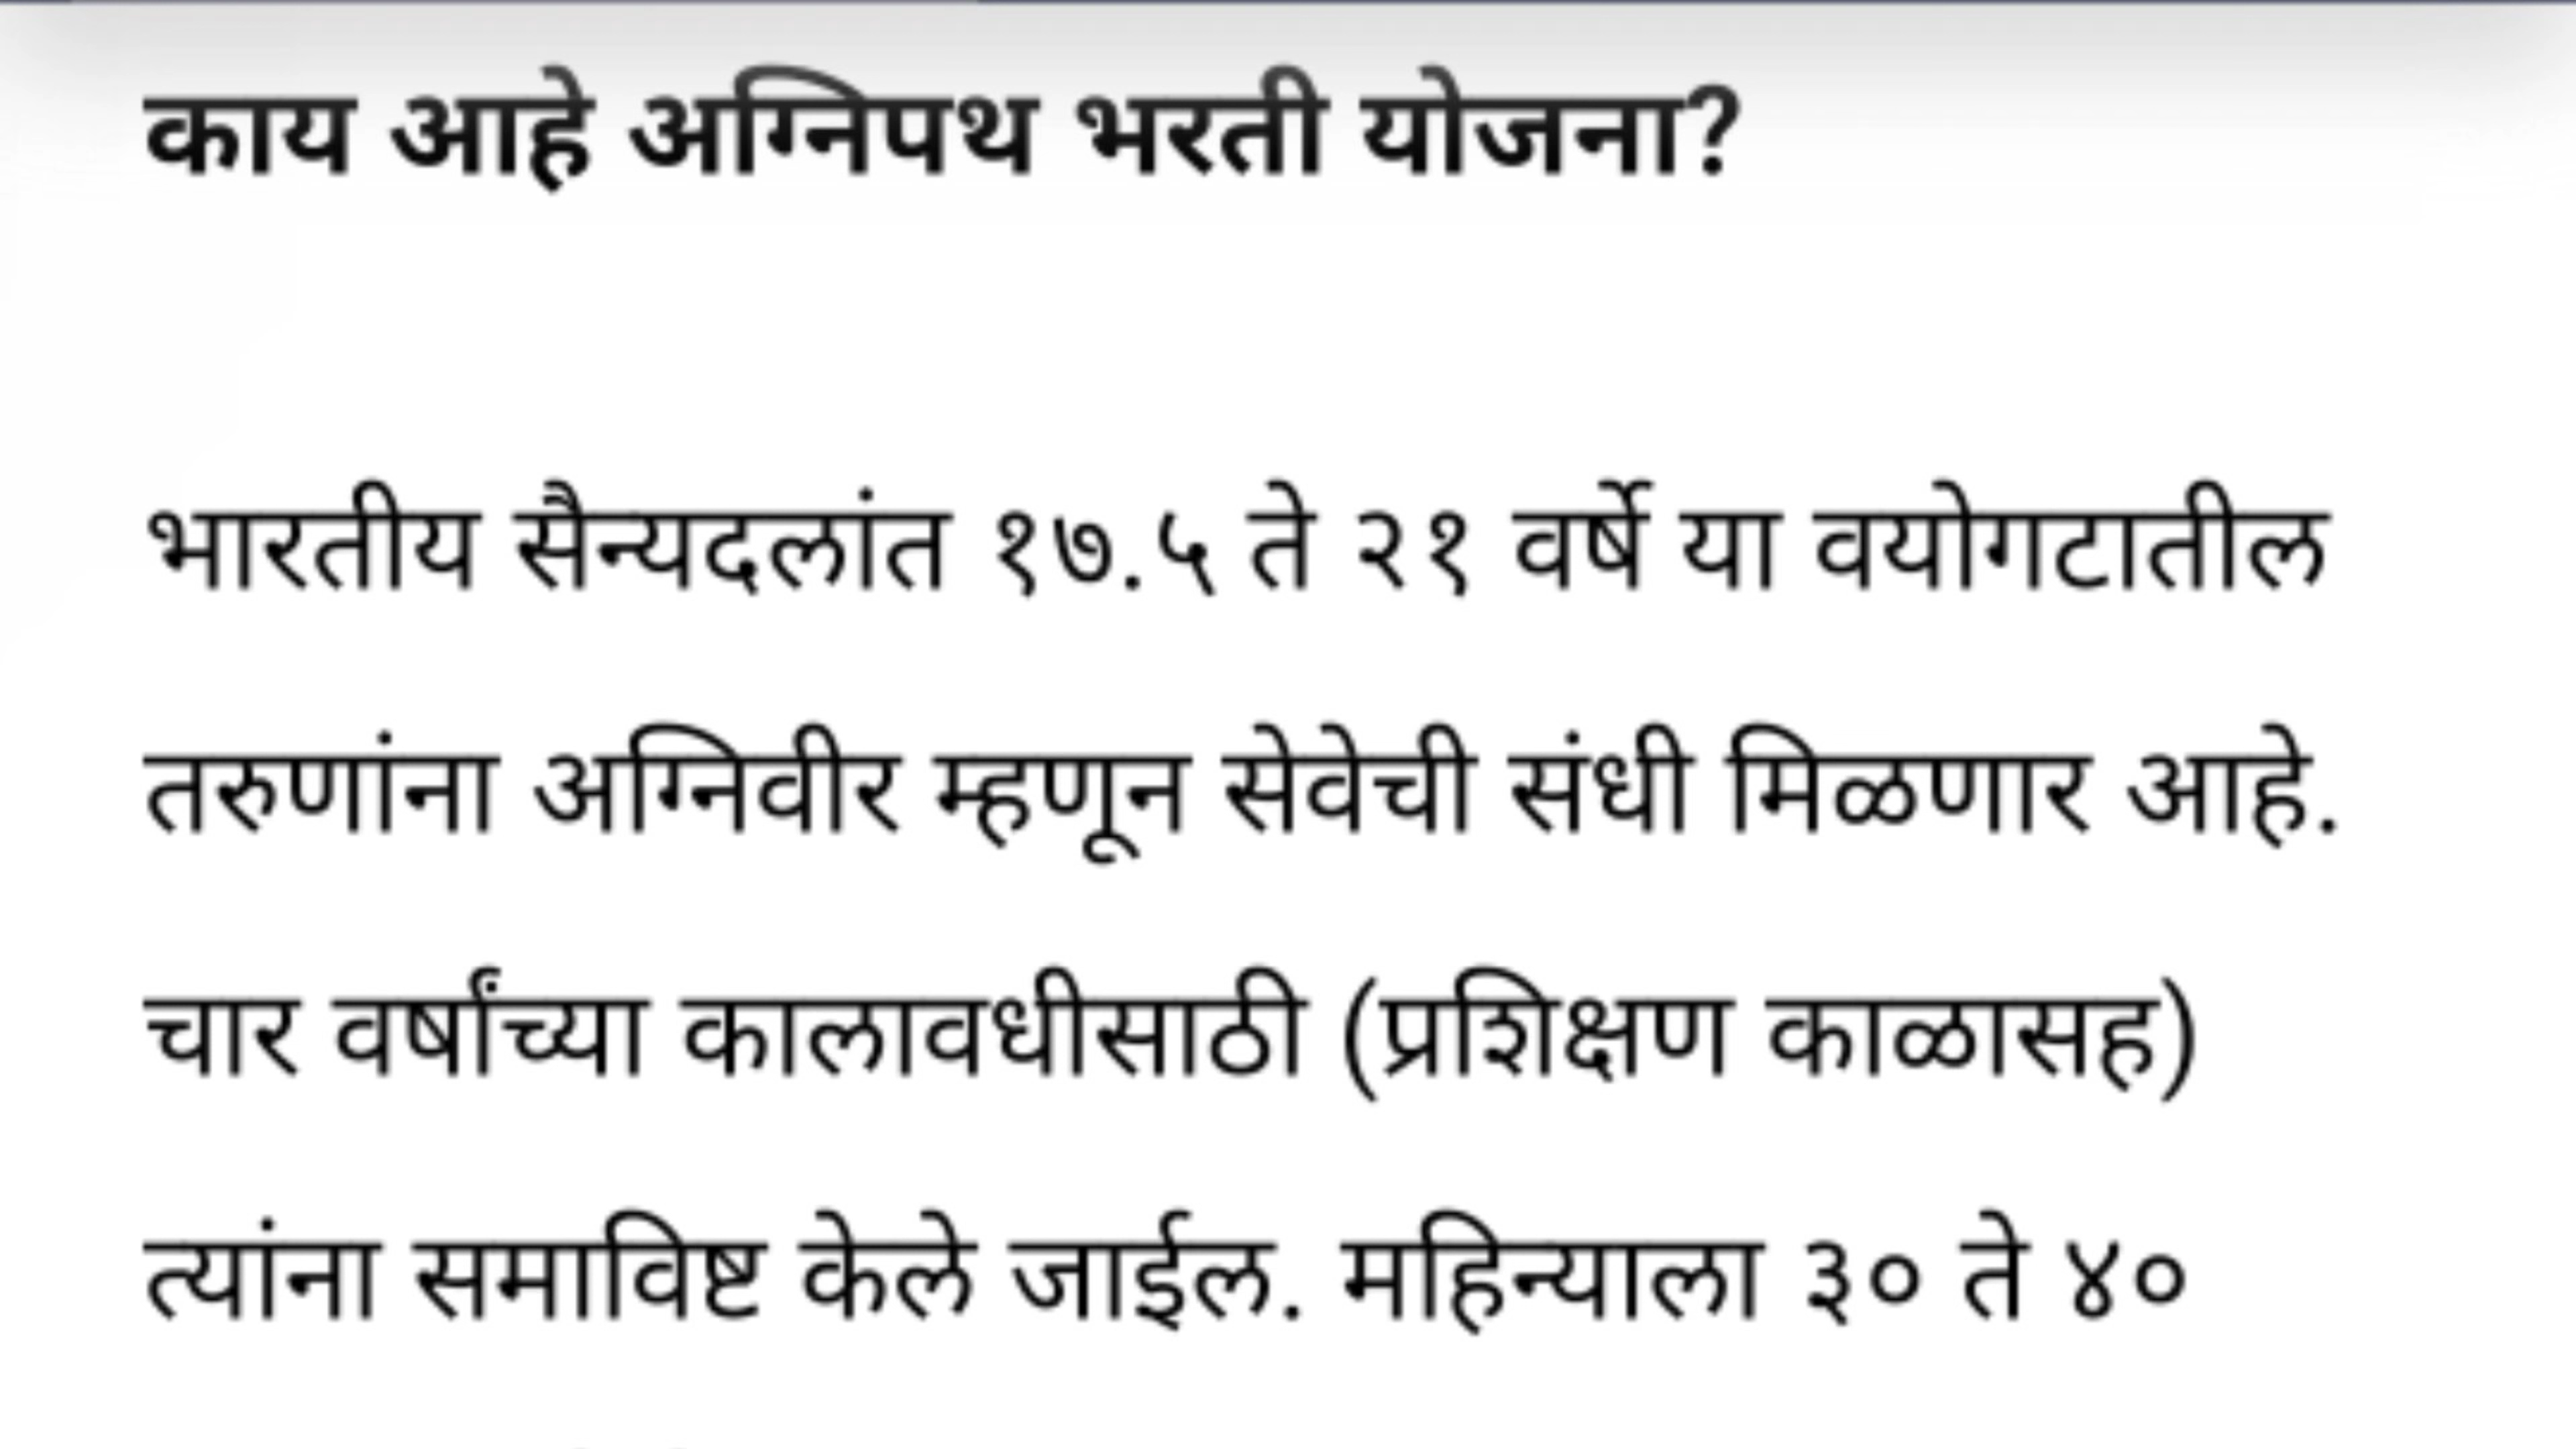 काय आहे अग्निपथ भरती योजना?
भारतीय सैन्यदलांत १७.५ ते २१ वर्षे या वयोगटातील
तरुणांना अग्निवीर म्हणून सेवेची संधी मिळणार आहे.
चार वर्षांच्या कालावधीसाठी (प्रशिक्षण काळासह)
त्यांना समाविष्ट केले जाईल. महिन्याला ३० ते ४०